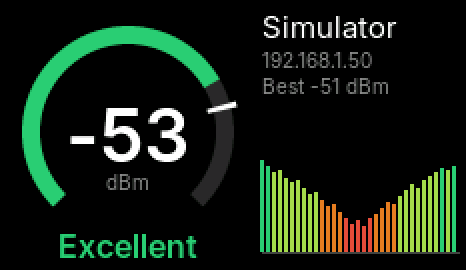 Simulator
192.168.1.50
Best -51 dBm
-53
dBm
Excellent